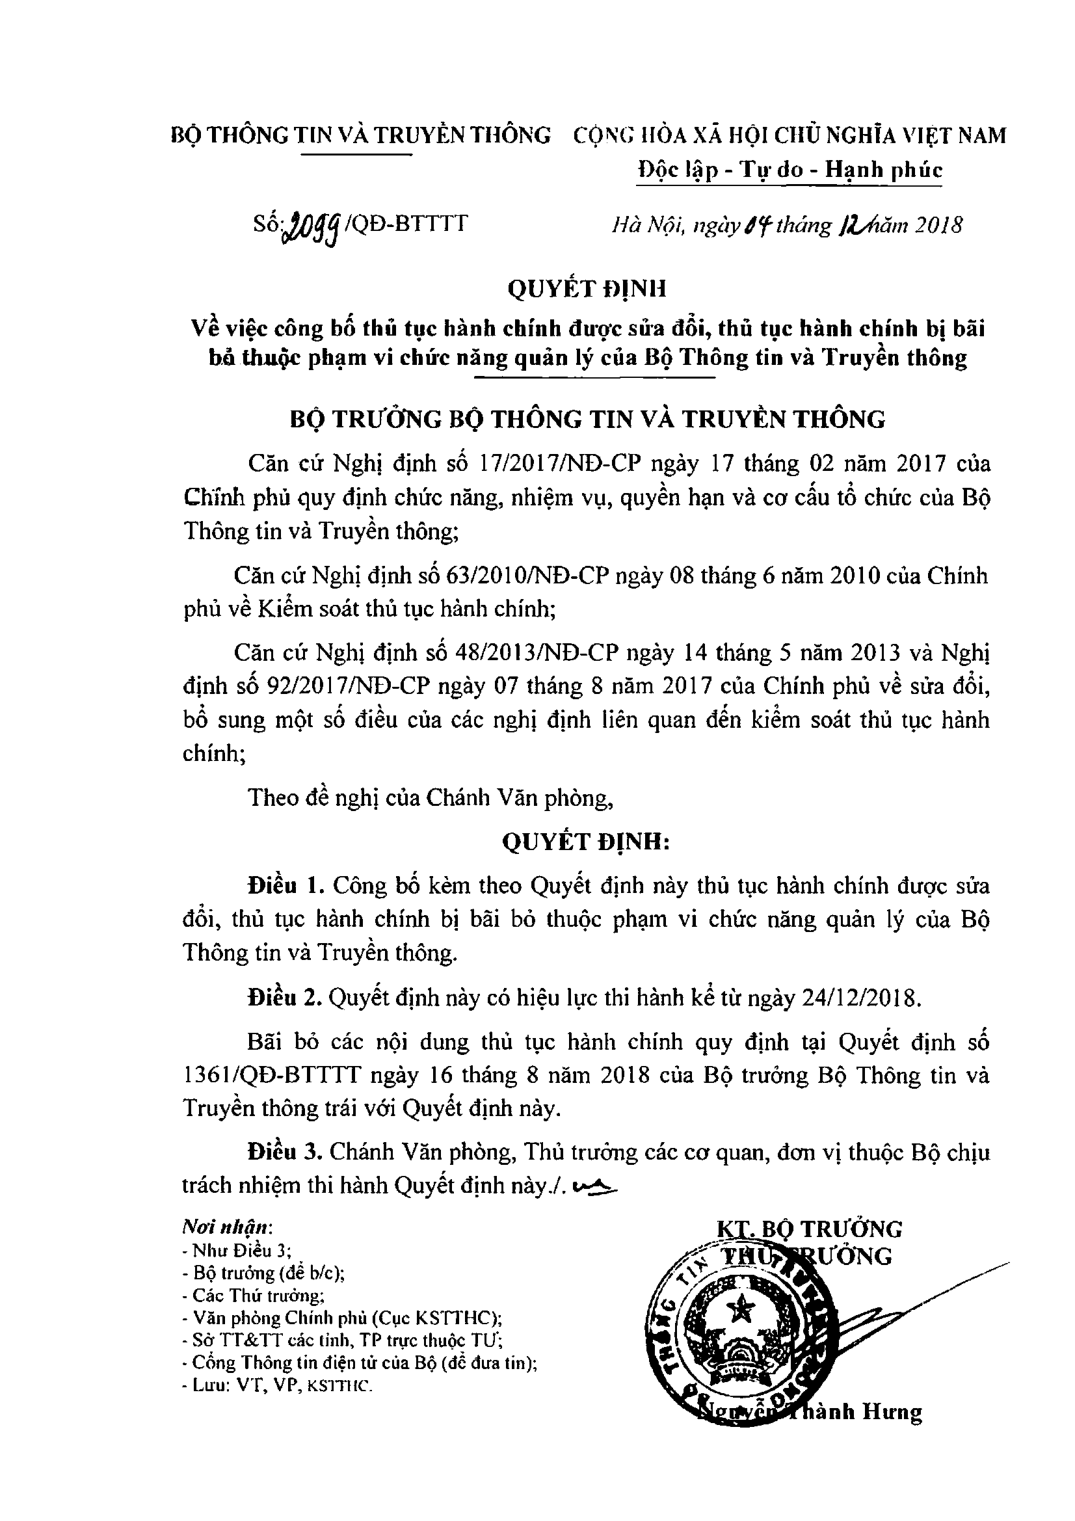 BỘ THÔNG TIN VÀ TRUYỀN THÔNG
CỘNG HÒA XÃ HỘI CHỦ NGHĨA VIỆT NAM
Độc lập - Tự do - Hạnh phúc
Số: 2099/QĐ-BTTTT
Hà Nội, ngày 04 tháng 12 năm 2018
QUYẾT ĐỊNH
Về việc công bố thủ tục hành chính được sửa đổi, thủ tục hành chính bị bãi
bỏ thuộc phạm vi chức năng quản lý của Bộ Thông tin và Truyền thông
BỘ TRƯỞNG BỘ THÔNG TIN VÀ TRUYỀN THÔNG
Căn cứ Nghị định số 17/2017/NĐ-CP ngày 17 tháng 02 năm 2017 của
Chính phủ quy định chức năng, nhiệm vụ, quyền hạn và cơ cấu tổ chức của Bộ
Thông tin và Truyền thông;
Căn cứ Nghị định số 63/2010/NĐ-CP ngày 08 tháng 6 năm 2010 của Chính
phủ về Kiểm soát thủ tục hành chính;
Căn cứ Nghị định số 48/2013/NĐ-CP ngày 14 tháng 5 năm 2013 và Nghị
định số 92/2017/NĐ-CP ngày 07 tháng 8 năm 2017 của Chính phủ về sửa đổi,
bổ sung một số điều của các nghị định liên quan đến kiểm soát thủ tục hành
chính;
Theo đề nghị của Chánh Văn phòng,
QUYẾT ĐỊNH:
Điều 1. Công bố kèm theo Quyết định này thủ tục hành chính được sửa
đổi, thủ tục hành chính bị bãi bỏ thuộc phạm vi chức năng quản lý của Bộ
Thông tin và Truyền thông.
Điều 2. Quyết định này có hiệu lực thi hành kể từ ngày 24/12/2018.
Bãi bỏ các nội dung thủ tục hành chính quy định tại Quyết định số
1361/QĐ-BTTTT ngày 16 tháng 8 năm 2018 của Bộ trưởng Bộ Thông tin và
Truyền thông trái với Quyết định này.
Điều 3. Chánh Văn phòng, Thủ trưởng các cơ quan, đơn vị thuộc Bộ chịu
trách nhiệm thi hành Quyết định này./.
Nơi nhận:
- Như Điều 3;
- Bộ trưởng (để b/c);
- Các Thứ trưởng;
- Văn phòng Chính phủ (Cục KSTTHC);
- Sở TT&TT các tỉnh, TP trực thuộc TƯ;
- Cổng Thông tin điện tử của Bộ (để đưa tin);
- Lưu: VT, VP, KSTTHC.
KT. BỘ TRƯỞNG
THỨ TRƯỞNG
BỘ THÔNG TIN TRUYỀN THÔNG
Nguyễn Thành Hưng